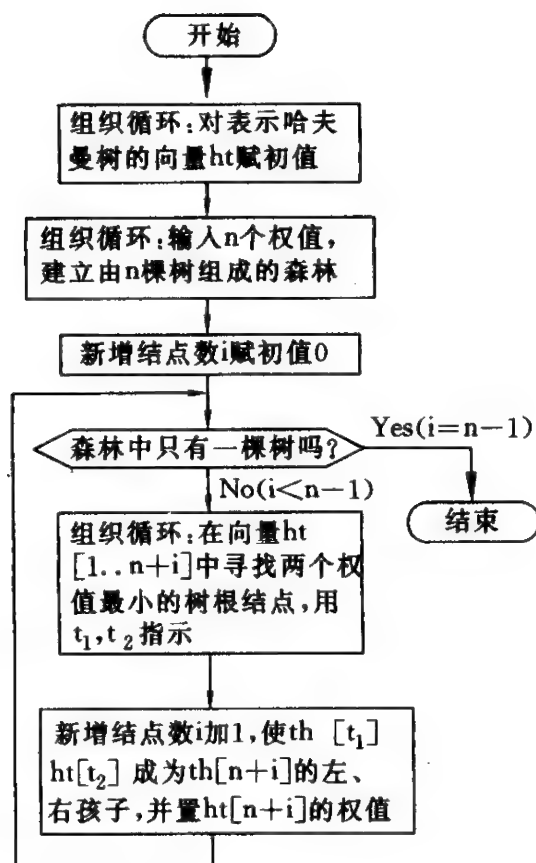 开始
组织循环:对表示哈夫
曼树的向量ht赋初值
组织循环:输入n个权值,
建立由n棵树组成的森林
新增结点数i赋初值0
森林中只有一棵树吗?
Yes(i=n-1)
No(i<n-1)
结束
组织循环:在向量ht
[1..n+i]中寻找两个权
值最小的树根结点,用
t₁,t₂指示
新增结点数i加1,使th [t₁]
ht[t₂] 成为th[n+i]的左、
右孩子,并置ht[n+i]的权值